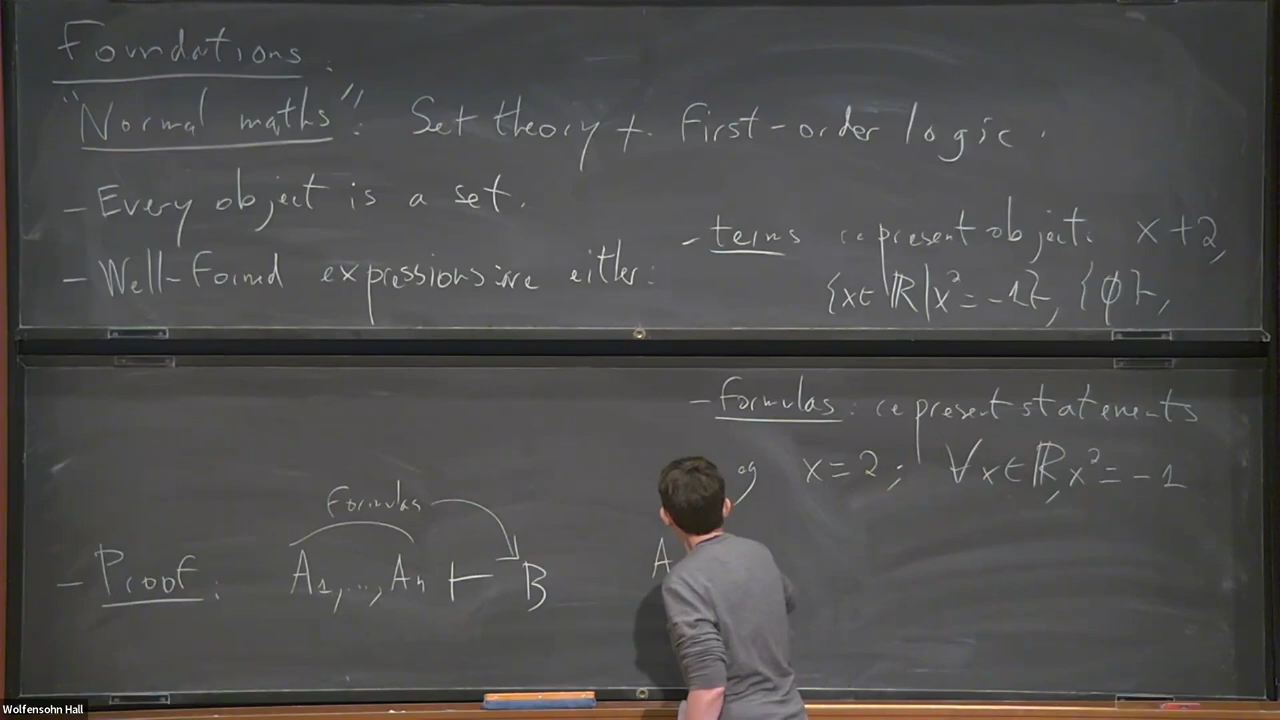 Foundations:
"Normal maths": Set theory + First-order logic.
- Every object is a set.
- Well-formed expressions are either:
- terms represent objects x+2,
{x∈ℝ|x²=-1}, {ϕ},
- Formulas: represent statements
eg x=2; ∀x∈ℝ, x²=-1
Formulas
- Proof: A₁,...,Aₙ ⊢ B
A
Wolfensohn Hall